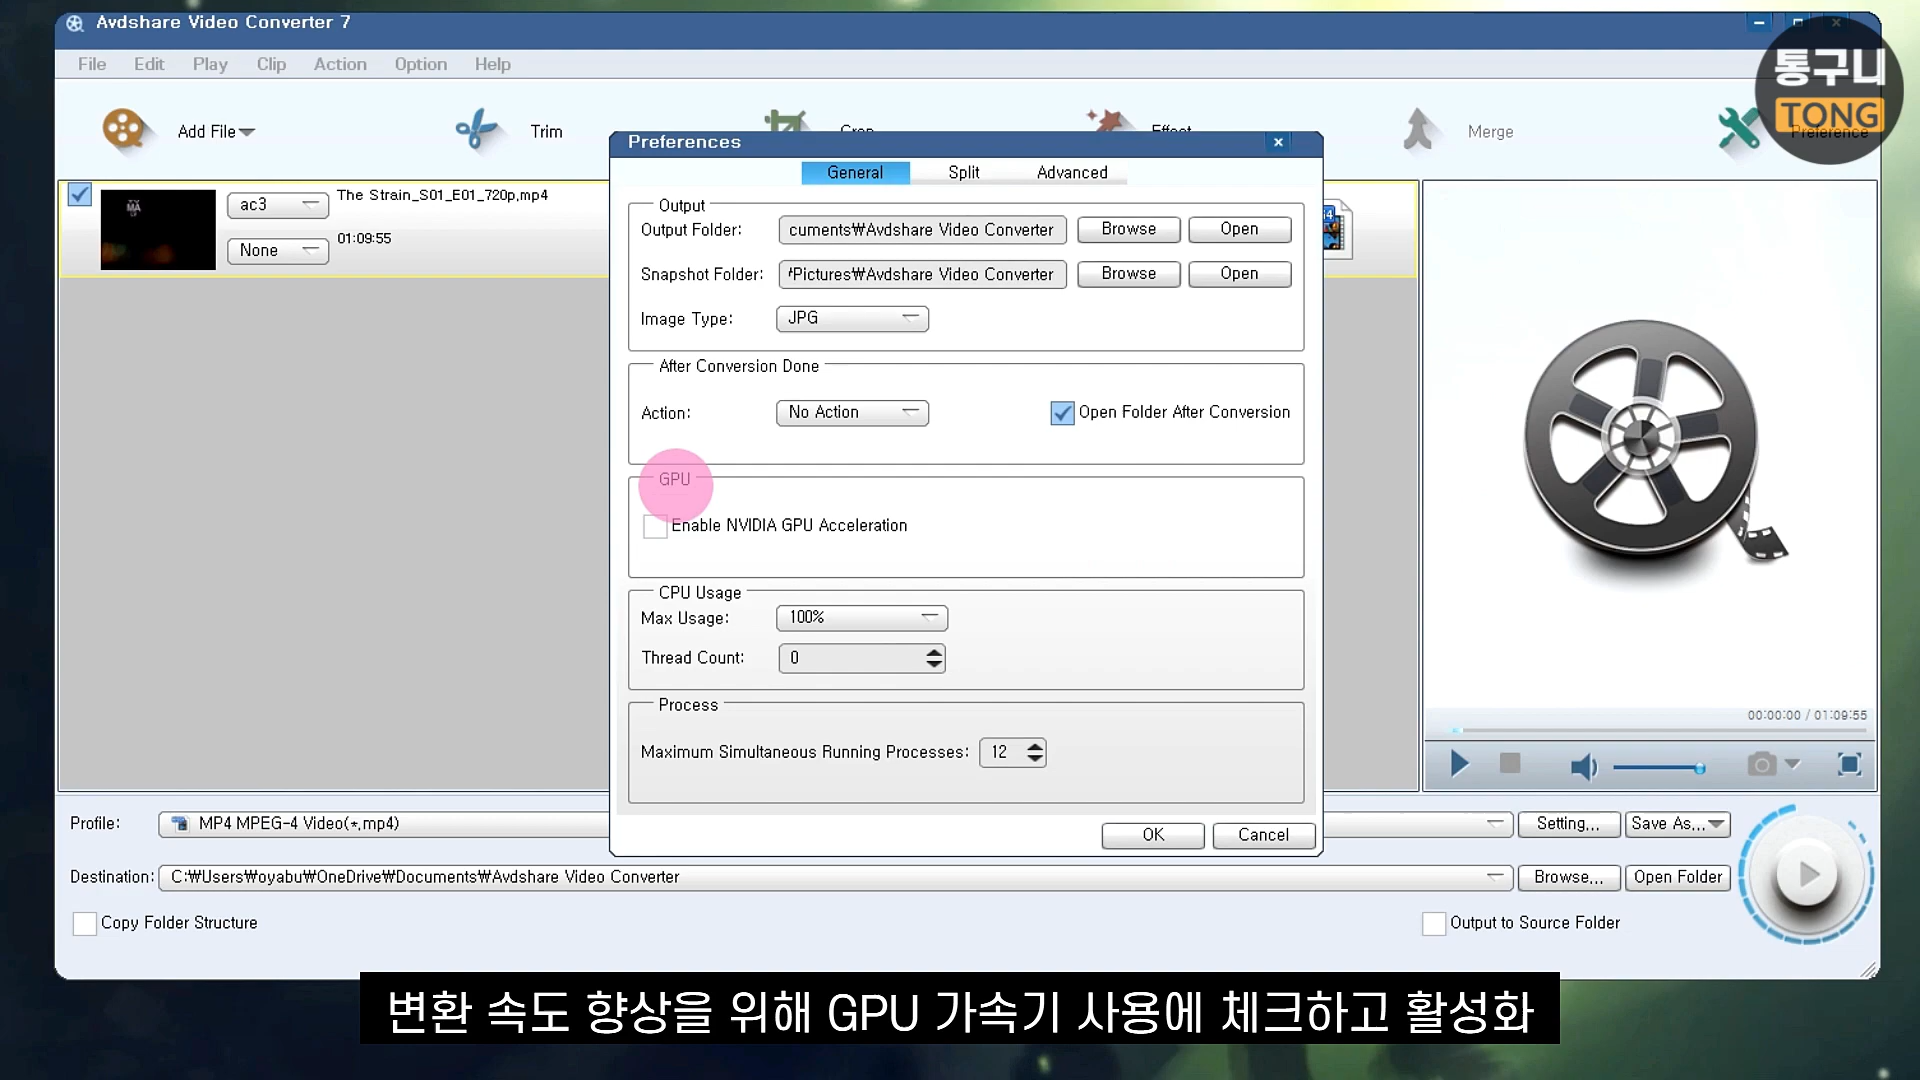 Avdshare Video Converter 7
File Edit Play Clip Action Option Help
통구니
TONG
Add File
Trim
Crop
Effect
Merge
Preference
ac3
The Strain_S01_E01_720p.mp4
None
01:09:55
Preferences
General Split Advanced
Output
Output Folder: cuments₩Avdshare Video Converter Browse Open
Snapshot Folder: Pictures₩Avdshare Video Converter Browse Open
Image Type: JPG
After Conversion Done
Action: No Action Open Folder After Conversion
GPU
Enable NVIDIA GPU Acceleration
CPU Usage
Max Usage: 100%
Thread Count: 0
Process
Maximum Simultaneous Running Processes: 12
OK Cancel
00:00:00 / 01:09:55
Profile: MP4 MPEG-4 Video(*.mp4) Setting... Save As...
Destination: C:₩Users₩oyabu₩OneDrive₩Documents₩Avdshare Video Converter Browse... Open Folder
Copy Folder Structure Output to Source Folder
변환 속도 향상을 위해 GPU 가속기 사용에 체크하고 활성화